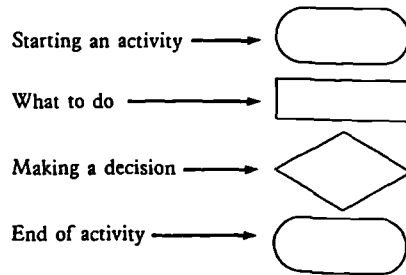 Starting an activity
What to do
Making a decision
End of activity